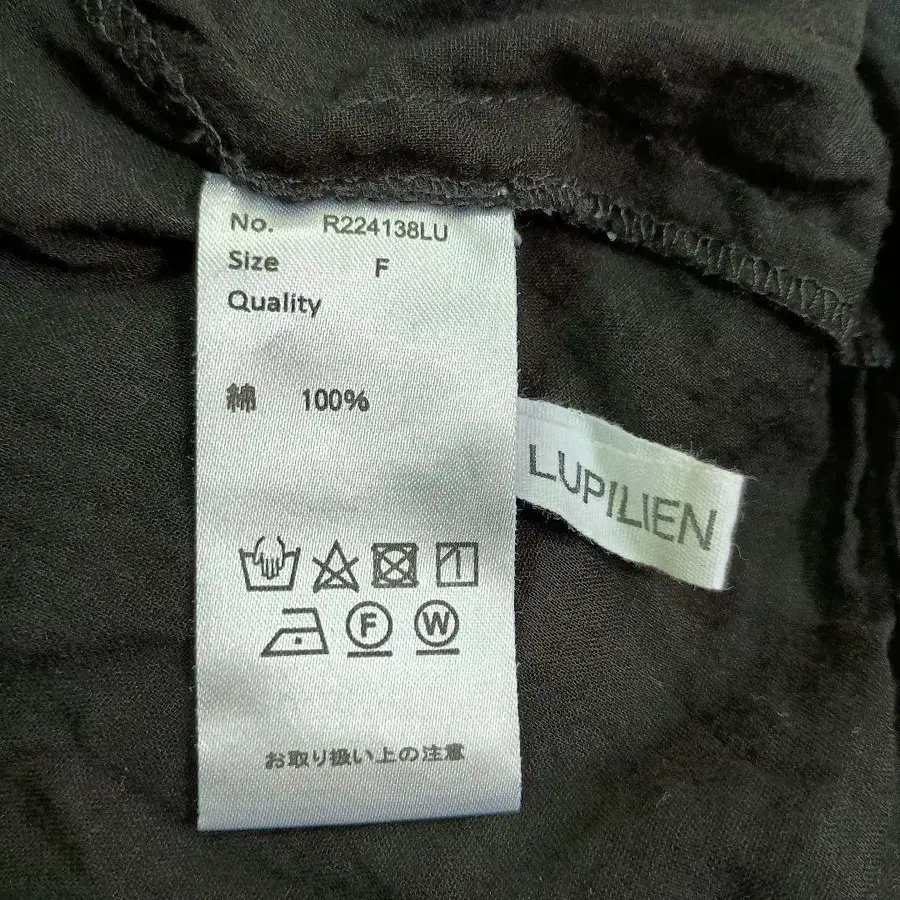 No. R224138LU
Size F
Quality
綿 100%
LUPILIEN
F W
お取り扱い上の注意